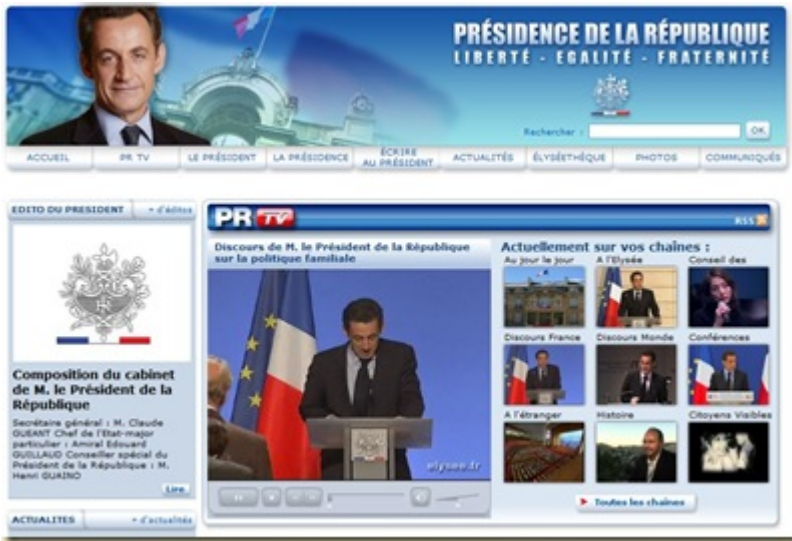 PRÉSIDENCE DE LA RÉPUBLIQUE
LIBERTÉ - EGALITÉ - FRATERNITÉ
Rechercher :
OK
ACCUEIL
PR TV
LE PRÉSIDENT
LA PRÉSIDENCE
ÉCRIRE
AU PRÉSIDENT
ACTUALITÉS
ÉLYSÉETHÈQUE
PHOTOS
COMMUNIQUÉS
EDITO DU PRESIDENT
+ d'éditos
Composition du cabinet
de M. le Président de la
République
Secrétaire général : M. Claude
GUEANT Chef de l'Etat-major
particulier : Amiral Edouard
GUILLAUD Conseiller spécial du
Président de la République : M.
Henri GUAINO
Lire
ACTUALITES
+ d'actualités
PR TV
RSS
Discours de M. le Président de la République
sur la politique familiale
elysee.fr
Actuellement sur vos chaînes :
Au jour le jour
A l'Elysée
Conseil des
Discours France
Discours Monde
Conférences
A l'étranger
Histoire
Citoyens Visibles
Toutes les chaînes